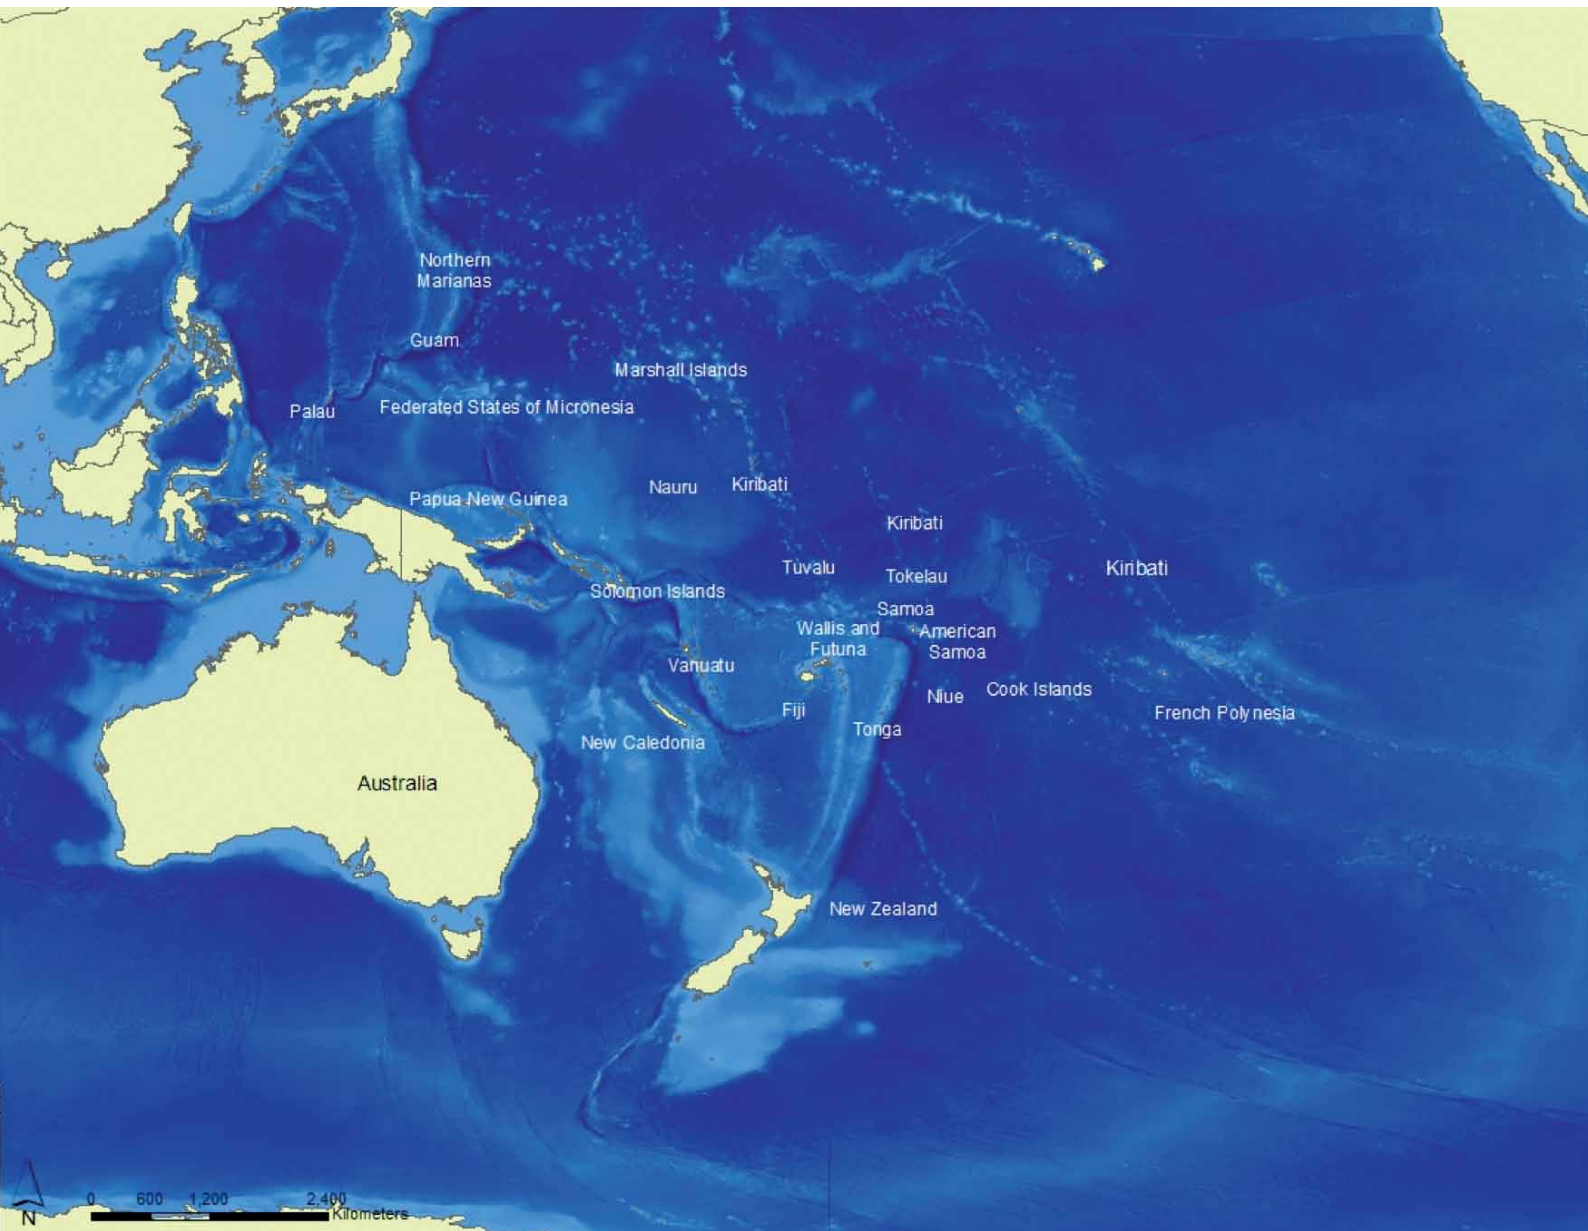 Northern
Marianas
Guam
Marshall Islands
Palau
Federated States of Micronesia
Nauru
Kiribati
Papua New Guinea
Kiribati
Tuvalu
Tokelau
Kiribati
Solomon Islands
Samoa
Wallis and
Futuna
American
Samoa
Vanuatu
Niue
Cook Islands
Fiji
French Polynesia
Tonga
New Caledonia
Australia
New Zealand
N
0 600 1,200 2,400
Kilometers